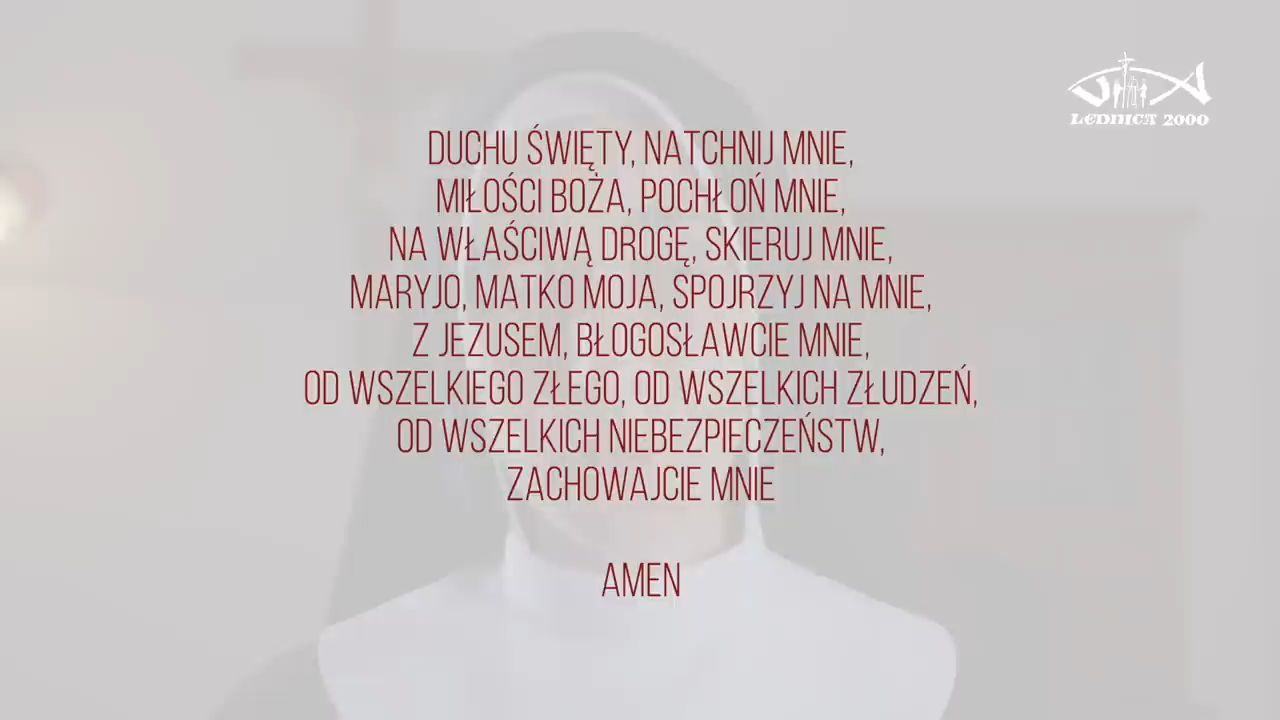 LEDNICA 2000
DUCHU ŚWIĘTY, NATCHNIJ MNIE,
MIŁOŚCI BOŻA, POCHŁOŃ MNIE,
NA WŁAŚCIWĄ DROGĘ, SKIERUJ MNIE,
MARYJO, MATKO MOJA, SPOJRZYJ NA MNIE,
Z JEZUSEM, BŁOGOSŁAWCIE MNIE,
OD WSZELKIEGO ZŁEGO, OD WSZELKICH ZŁUDZEŃ,
OD WSZELKICH NIEBEZPIECZEŃSTW,
ZACHOWAJCIE MNIE
AMEN